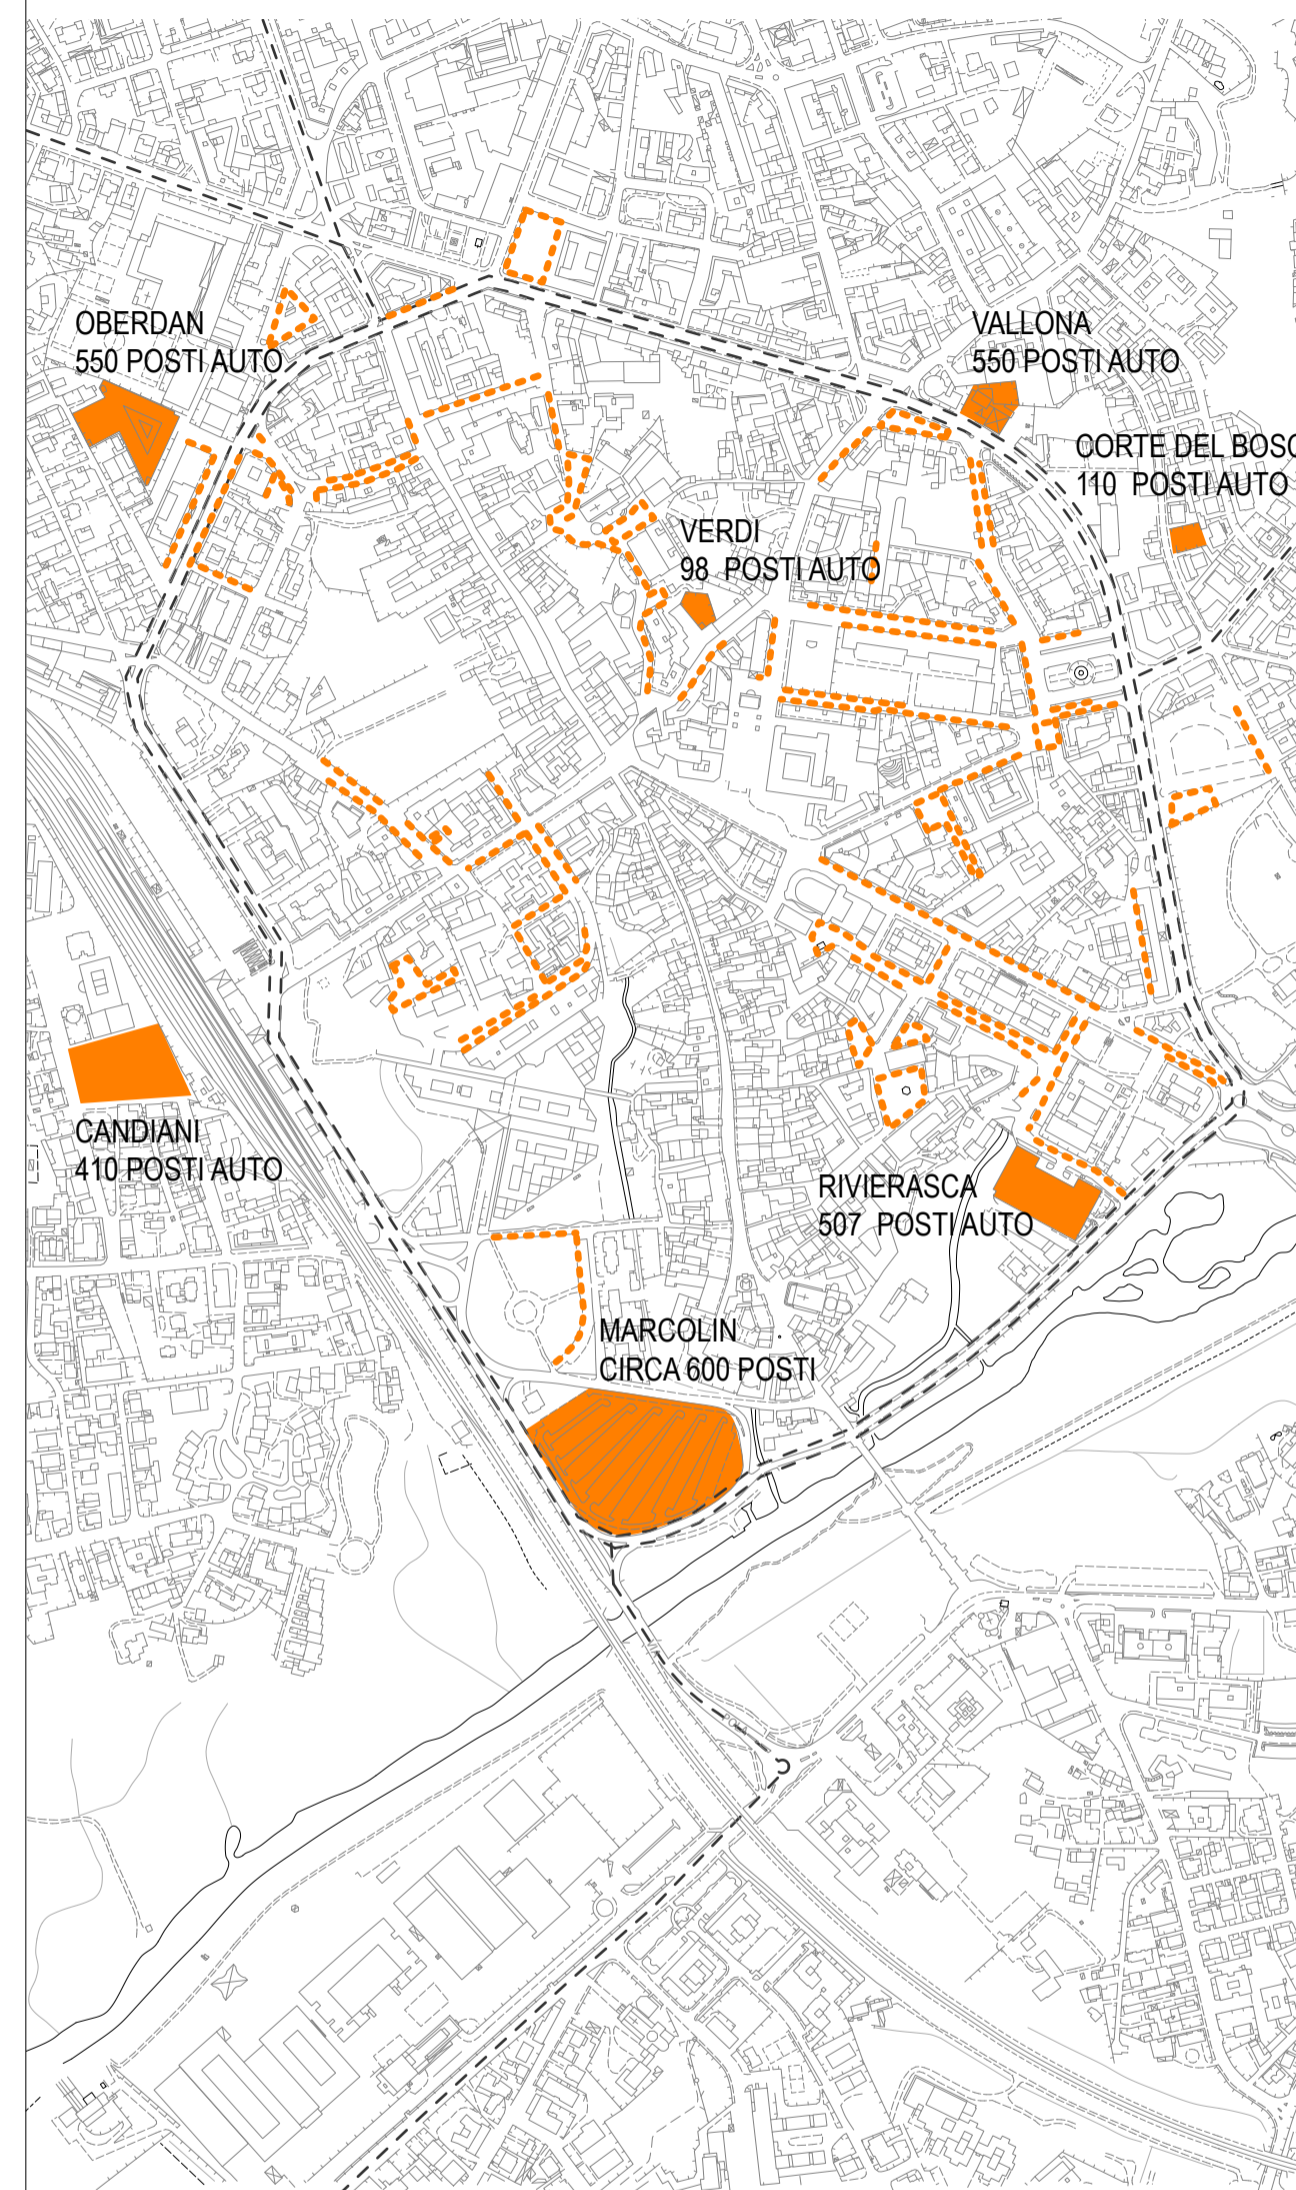 OBERDAN
550 POSTI AUTO
VALLONA
550 POSTI AUTO
CORTE DEL BOSC
110 POSTI AUTO
VERDI
98 POSTI AUTO
CANDIANI
410 POSTI AUTO
RIVIERASCA
507 POSTI AUTO
MARCOLIN
CIRCA 600 POSTI